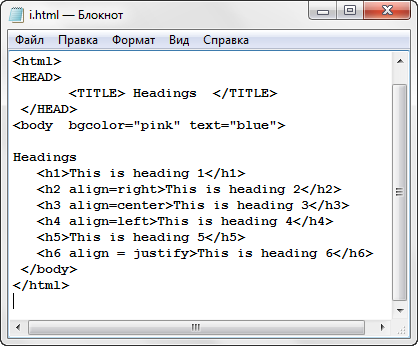 i.html — Блокнот
Файл Правка Формат Вид Справка
<html>
<HEAD>
<TITLE> Headings </TITLE>
</HEAD>
<body bgcolor="pink" text="blue">
Headings
<h1>This is heading 1</h1>
<h2 align=right>This is heading 2</h2>
<h3 align=center>This is heading 3</h3>
<h4 align=left>This is heading 4</h4>
<h5>This is heading 5</h5>
<h6 align = justify>This is heading 6</h6>
</body>
</html>